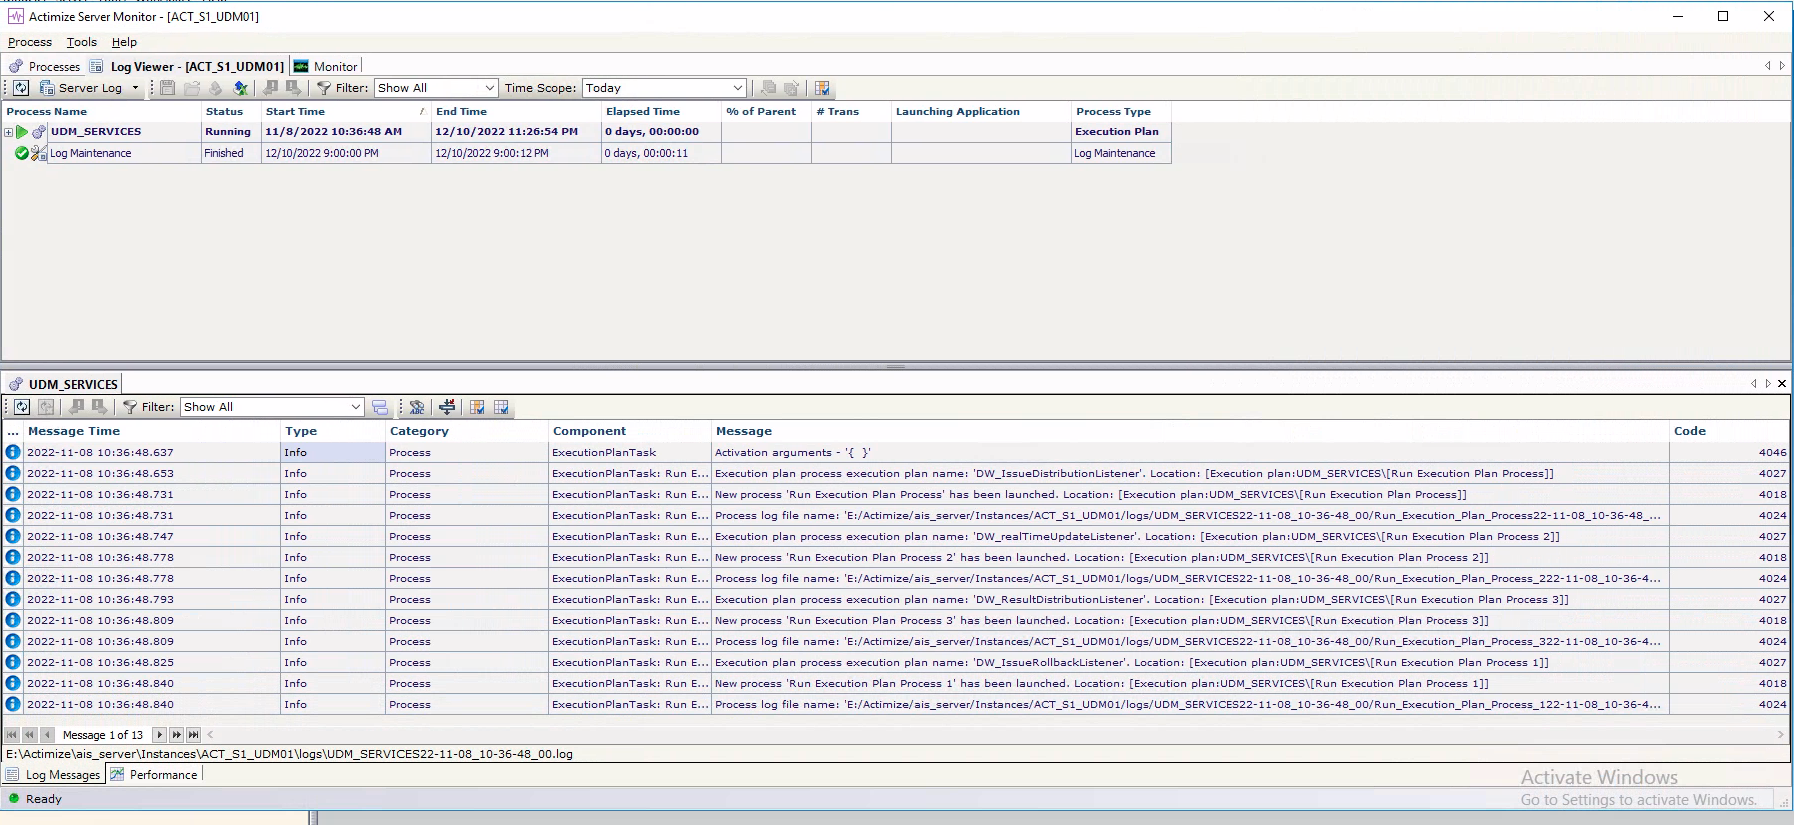 Actimize Server Monitor - [ACT_S1_UDM01]
Process Tools Help
Processes Log Viewer - [ACT_S1_UDM01] Monitor
Server Log Filter: Show All Time Scope: Today
Process Name Status Start Time End Time Elapsed Time % of Parent # Trans Launching Application Process Type
UDM_SERVICES Running 11/8/2022 10:36:48 AM 12/10/2022 11:26:54 PM 0 days, 00:00:00 Execution Plan
Log Maintenance Finished 12/10/2022 9:00:00 PM 12/10/2022 9:00:12 PM 0 days, 00:00:11 Log Maintenance
UDM_SERVICES
Filter: Show All
... Message Time Type Category Component Message Code
2022-11-08 10:36:48.637 Info Process ExecutionPlanTask Activation arguments - '{ }' 4046
2022-11-08 10:36:48.653 Info Process ExecutionPlanTask: Run E... Execution plan process execution plan name: 'DW_IssueDistributionListener'. Location: [Execution plan:UDM_SERVICES\[Run Execution Plan Process]] 4027
2022-11-08 10:36:48.731 Info Process ExecutionPlanTask: Run E... New process 'Run Execution Plan Process' has been launched. Location: [Execution plan:UDM_SERVICES\[Run Execution Plan Process]] 4018
2022-11-08 10:36:48.731 Info Process ExecutionPlanTask: Run E... Process log file name: 'E:/Actimize/ais_server/Instances/ACT_S1_UDM01/logs/UDM_SERVICES22-11-08_10-36-48_00/Run_Execution_Plan_Process22-11-08_10-36-48_... 4024
2022-11-08 10:36:48.747 Info Process ExecutionPlanTask: Run E... Execution plan process execution plan name: 'DW_realTimeUpdateListener'. Location: [Execution plan:UDM_SERVICES\[Run Execution Plan Process 2]] 4027
2022-11-08 10:36:48.778 Info Process ExecutionPlanTask: Run E... New process 'Run Execution Plan Process 2' has been launched. Location: [Execution plan:UDM_SERVICES\[Run Execution Plan Process 2]] 4018
2022-11-08 10:36:48.778 Info Process ExecutionPlanTask: Run E... Process log file name: 'E:/Actimize/ais_server/Instances/ACT_S1_UDM01/logs/UDM_SERVICES22-11-08_10-36-48_00/Run_Execution_Plan_Process_222-11-08_10-36-4... 4024
2022-11-08 10:36:48.793 Info Process ExecutionPlanTask: Run E... Execution plan process execution plan name: 'DW_ResultDistributionListener'. Location: [Execution plan:UDM_SERVICES\[Run Execution Plan Process 3]] 4027
2022-11-08 10:36:48.809 Info Process ExecutionPlanTask: Run E... New process 'Run Execution Plan Process 3' has been launched. Location: [Execution plan:UDM_SERVICES\[Run Execution Plan Process 3]] 4018
2022-11-08 10:36:48.809 Info Process ExecutionPlanTask: Run E... Process log file name: 'E:/Actimize/ais_server/Instances/ACT_S1_UDM01/logs/UDM_SERVICES22-11-08_10-36-48_00/Run_Execution_Plan_Process_322-11-08_10-36-4... 4024
2022-11-08 10:36:48.825 Info Process ExecutionPlanTask: Run E... Execution plan process execution plan name: 'DW_IssueRollbackListener'. Location: [Execution plan:UDM_SERVICES\[Run Execution Plan Process 1]] 4027
2022-11-08 10:36:48.840 Info Process ExecutionPlanTask: Run E... New process 'Run Execution Plan Process 1' has been launched. Location: [Execution plan:UDM_SERVICES\[Run Execution Plan Process 1]] 4018
2022-11-08 10:36:48.840 Info Process ExecutionPlanTask: Run E... Process log file name: 'E:/Actimize/ais_server/Instances/ACT_S1_UDM01/logs/UDM_SERVICES22-11-08_10-36-48_00/Run_Execution_Plan_Process_122-11-08_10-36-4... 4024
Message 1 of 13
E:\Actimize\ais_server\Instances\ACT_S1_UDM01\logs\UDM_SERVICES22-11-08_10-36-48_00.log
Log Messages Performance
Activate Windows
Ready
Go to Settings to activate Windows.